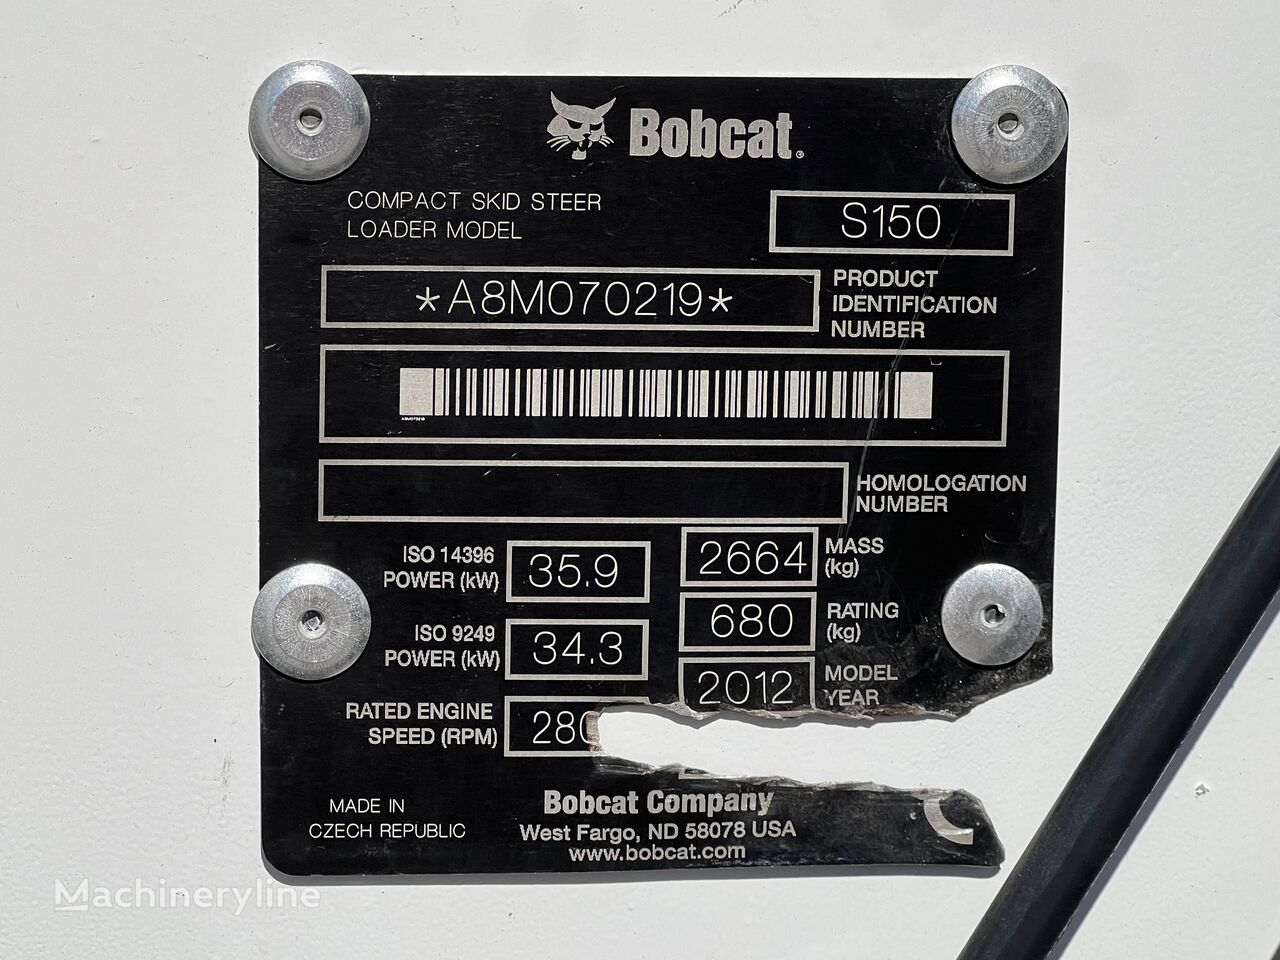 Bobcat®
COMPACT SKID STEER
LOADER MODEL
S150
*A8M070219*
PRODUCT
IDENTIFICATION
NUMBER
A8M070219
HOMOLOGATION
NUMBER
ISO 14396
POWER (kW)
35.9
2664
MASS
(kg)
ISO 9249
POWER (kW)
34.3
680
RATING
(kg)
2012
MODEL
YEAR
RATED ENGINE
SPEED (RPM)
MADE IN
CZECH REPUBLIC
Bobcat Company
West Fargo, ND 58078 USA
www.bobcat.com
Machineryline